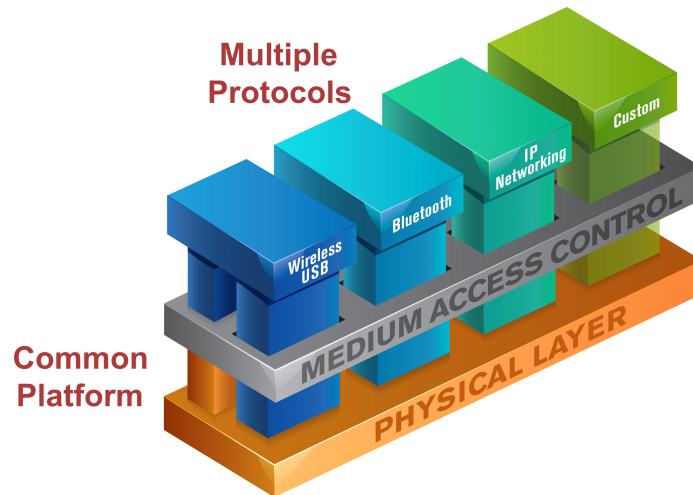 Multiple
Protocols
Custom
IP
Networking
Bluetooth
Wireless
USB
MEDIUM ACCESS CONTROL
PHYSICAL LAYER
Common
Platform